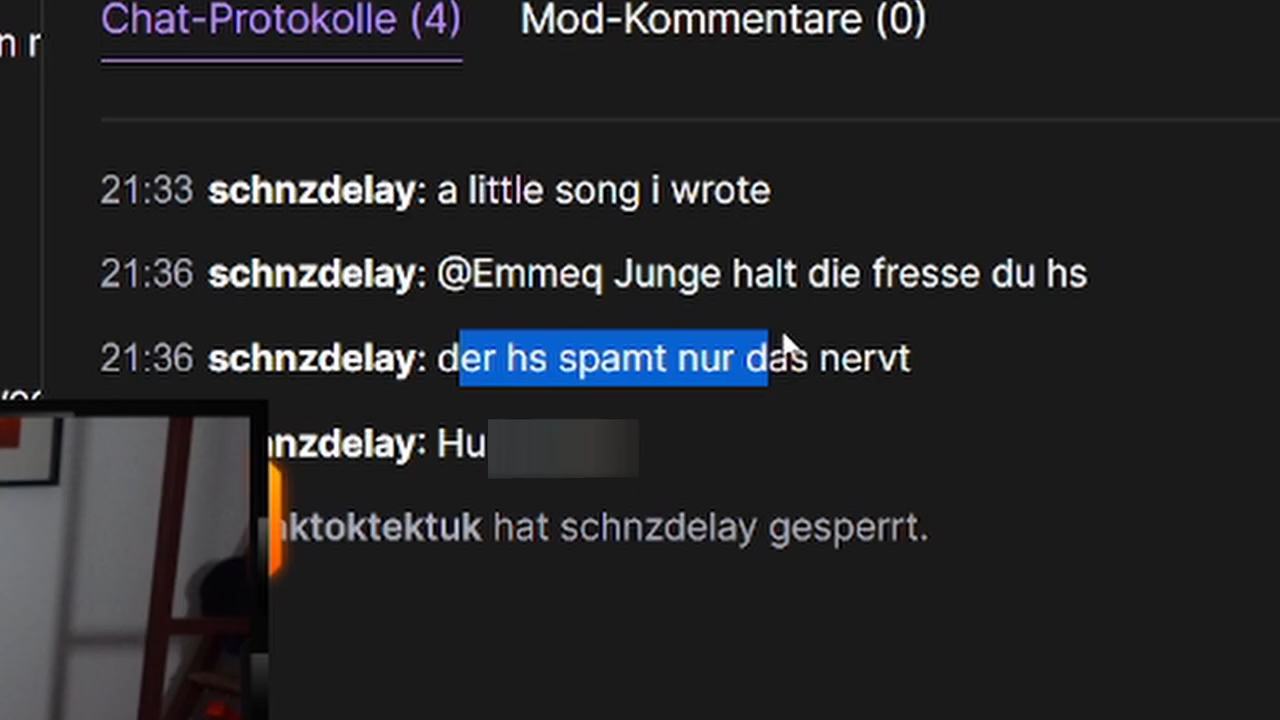 Chat-Protokolle (4) Mod-Kommentare (0)
21:33 schnzdelay: a little song i wrote
21:36 schnzdelay: @Emmeq Junge halt die fresse du hs
21:36 schnzdelay: der hs spamt nur das nervt
nzdelay: Hu
ktoktektuk hat schnzdelay gesperrt.